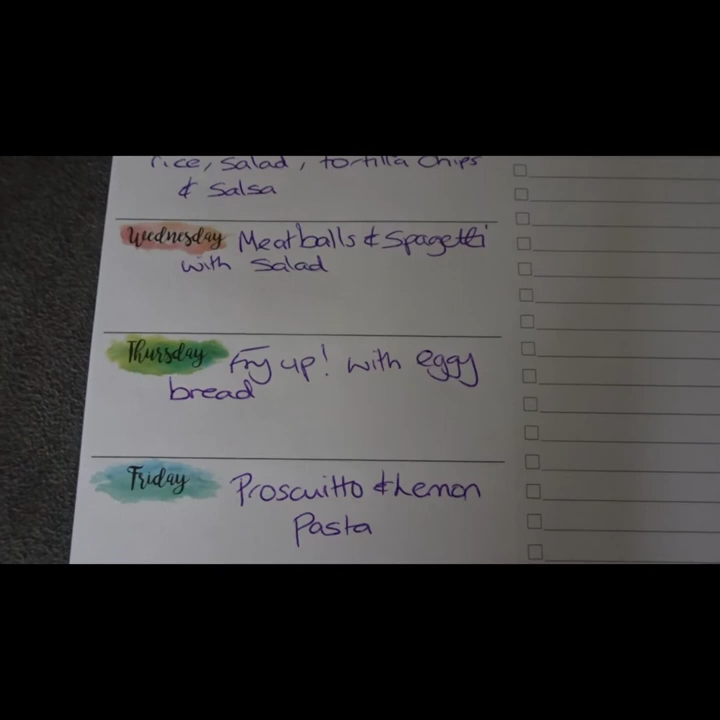 rice, salad, tortilla chips
& Salsa
Wednesday Meatballs & Spagetti
with Salad
Thursday Fry up! with eggy
bread
Friday Proscuitto & Lemon
Pasta